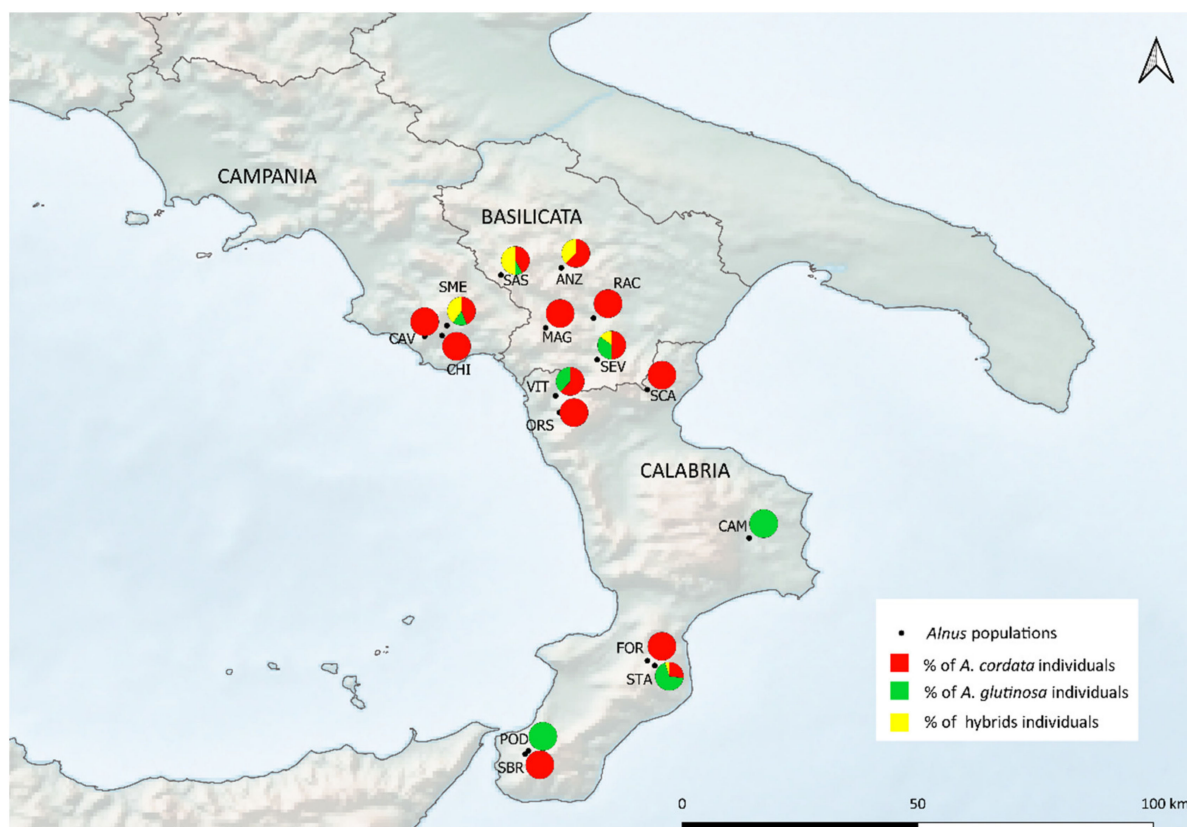 CAMPANIA
BASILICATA
SAS
ANZ
RAC
SME
MAG
CAV
CHI
SEV
VIT
SCA
ORS
CALABRIA
CAM
FOR
STA
POD
SBR
Alnus populations
% of A. cordata individuals
% of A. glutinosa individuals
% of hybrids individuals
0 50 100 km